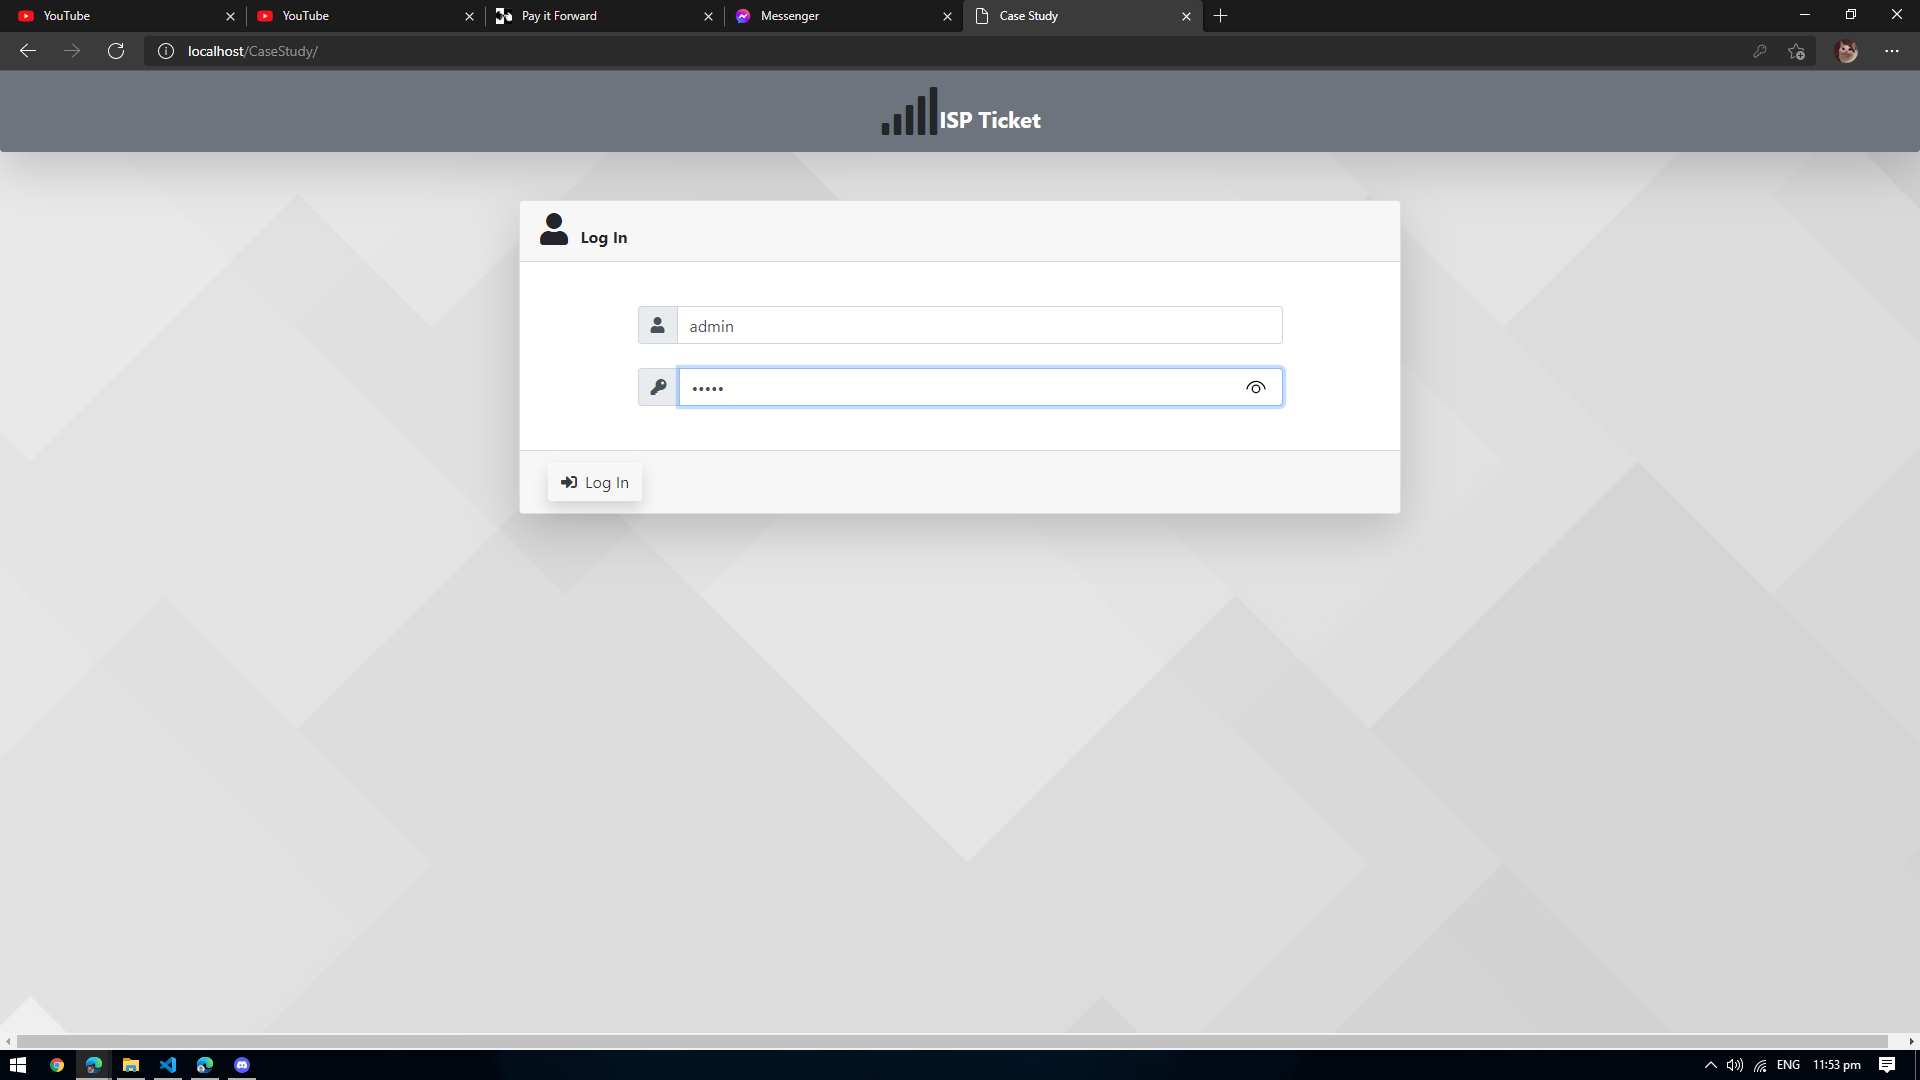 YouTube
YouTube
Pay it Forward
Messenger
Case Study
localhost/CaseStudy/
ISP Ticket
Log In
admin
•••••
Log In
ENG
11:53 pm